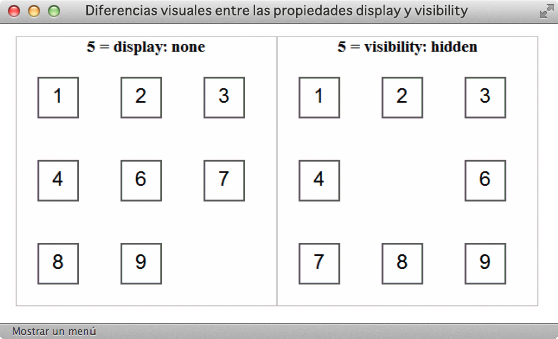 Diferencias visuales entre las propiedades display y visibility
5 = display: none
1 2 3
4 6 7
8 9
5 = visibility: hidden
1 2 3
4 6
7 8 9
Mostrar un menú